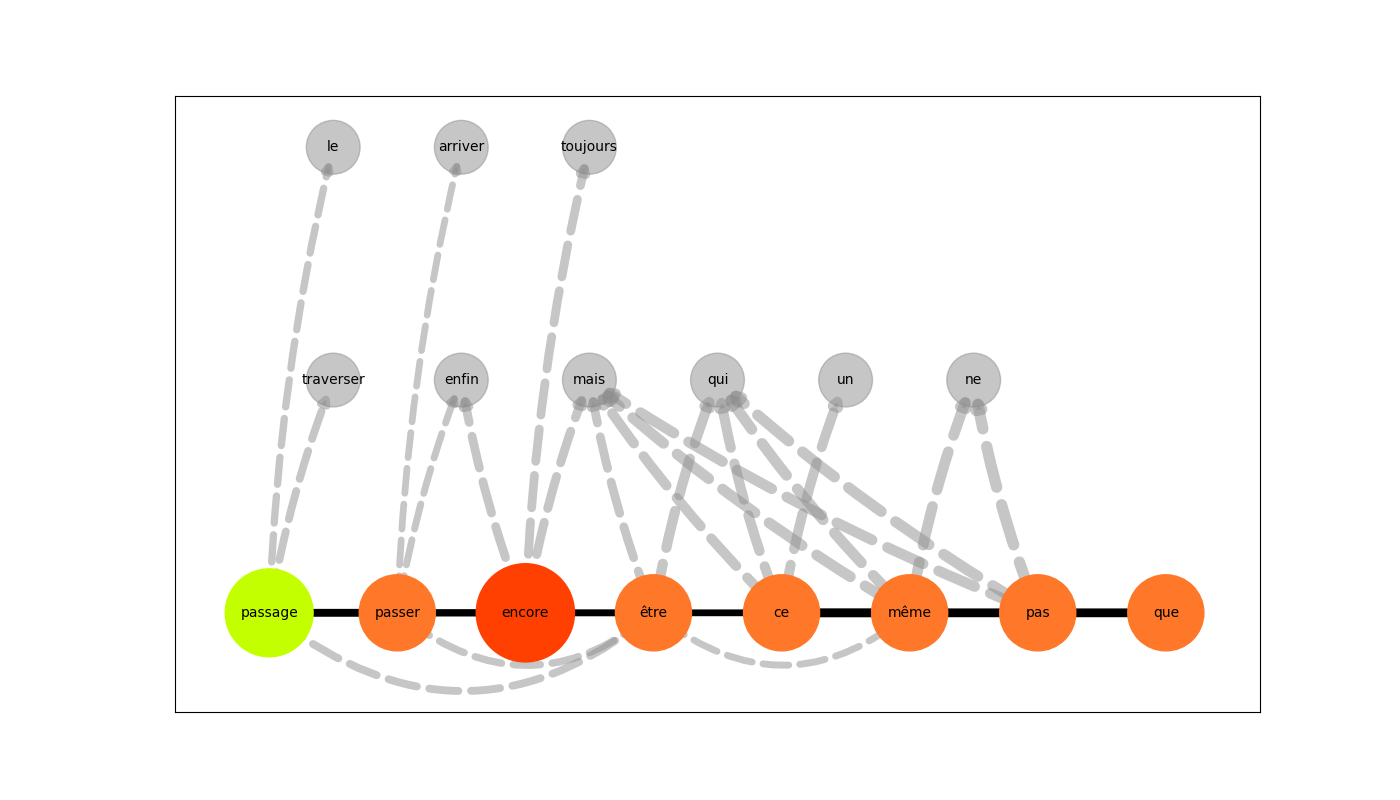 le arriver toujours
traverser enfin mais qui un ne
passage passer encore être ce même pas que